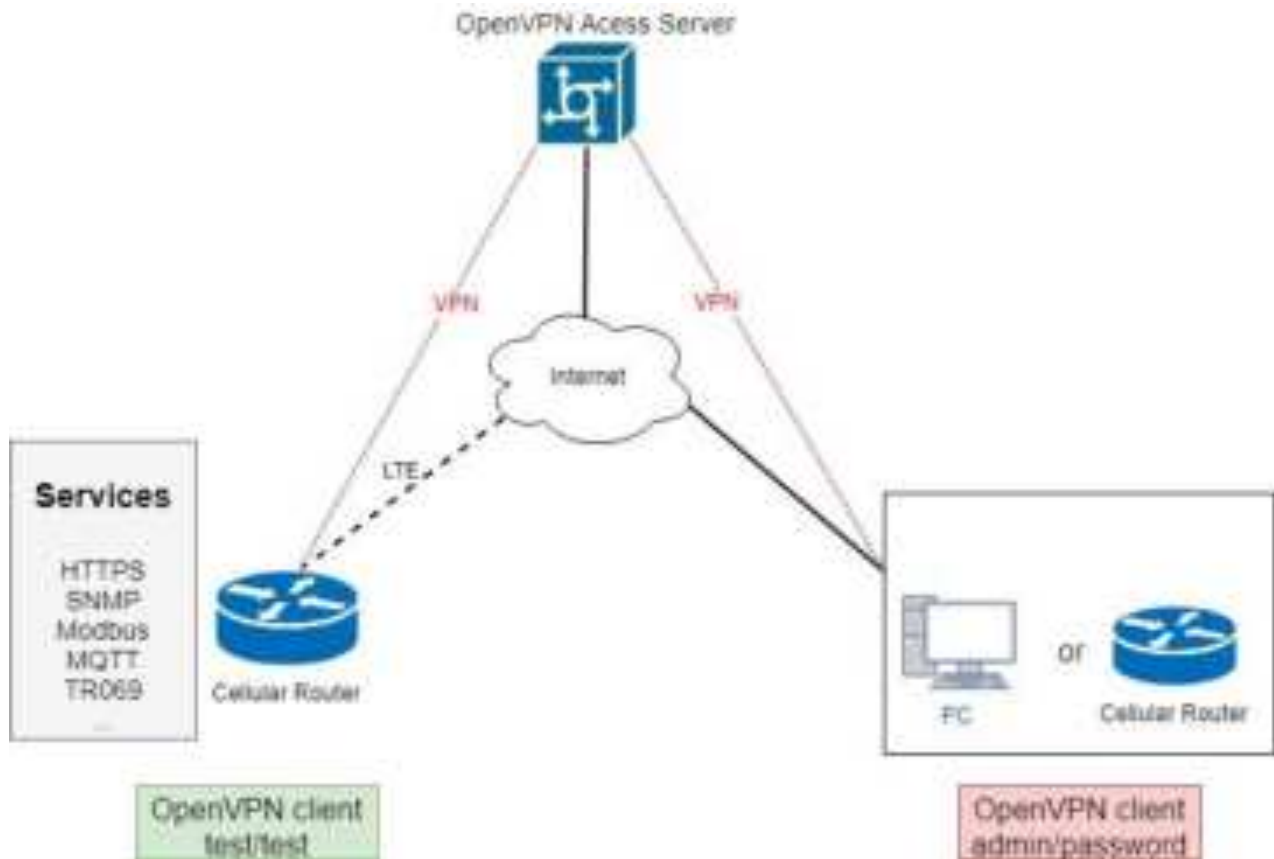 OpenVPN Acess Server
VPN
VPN
Internet
LTE
Services
HTTPS
SNMP
Modbus
MQTT
TR069
...
Cellular Router
PC
or
Cellular Router
OpenVPN client
test/test
OpenVPN client
admin/password